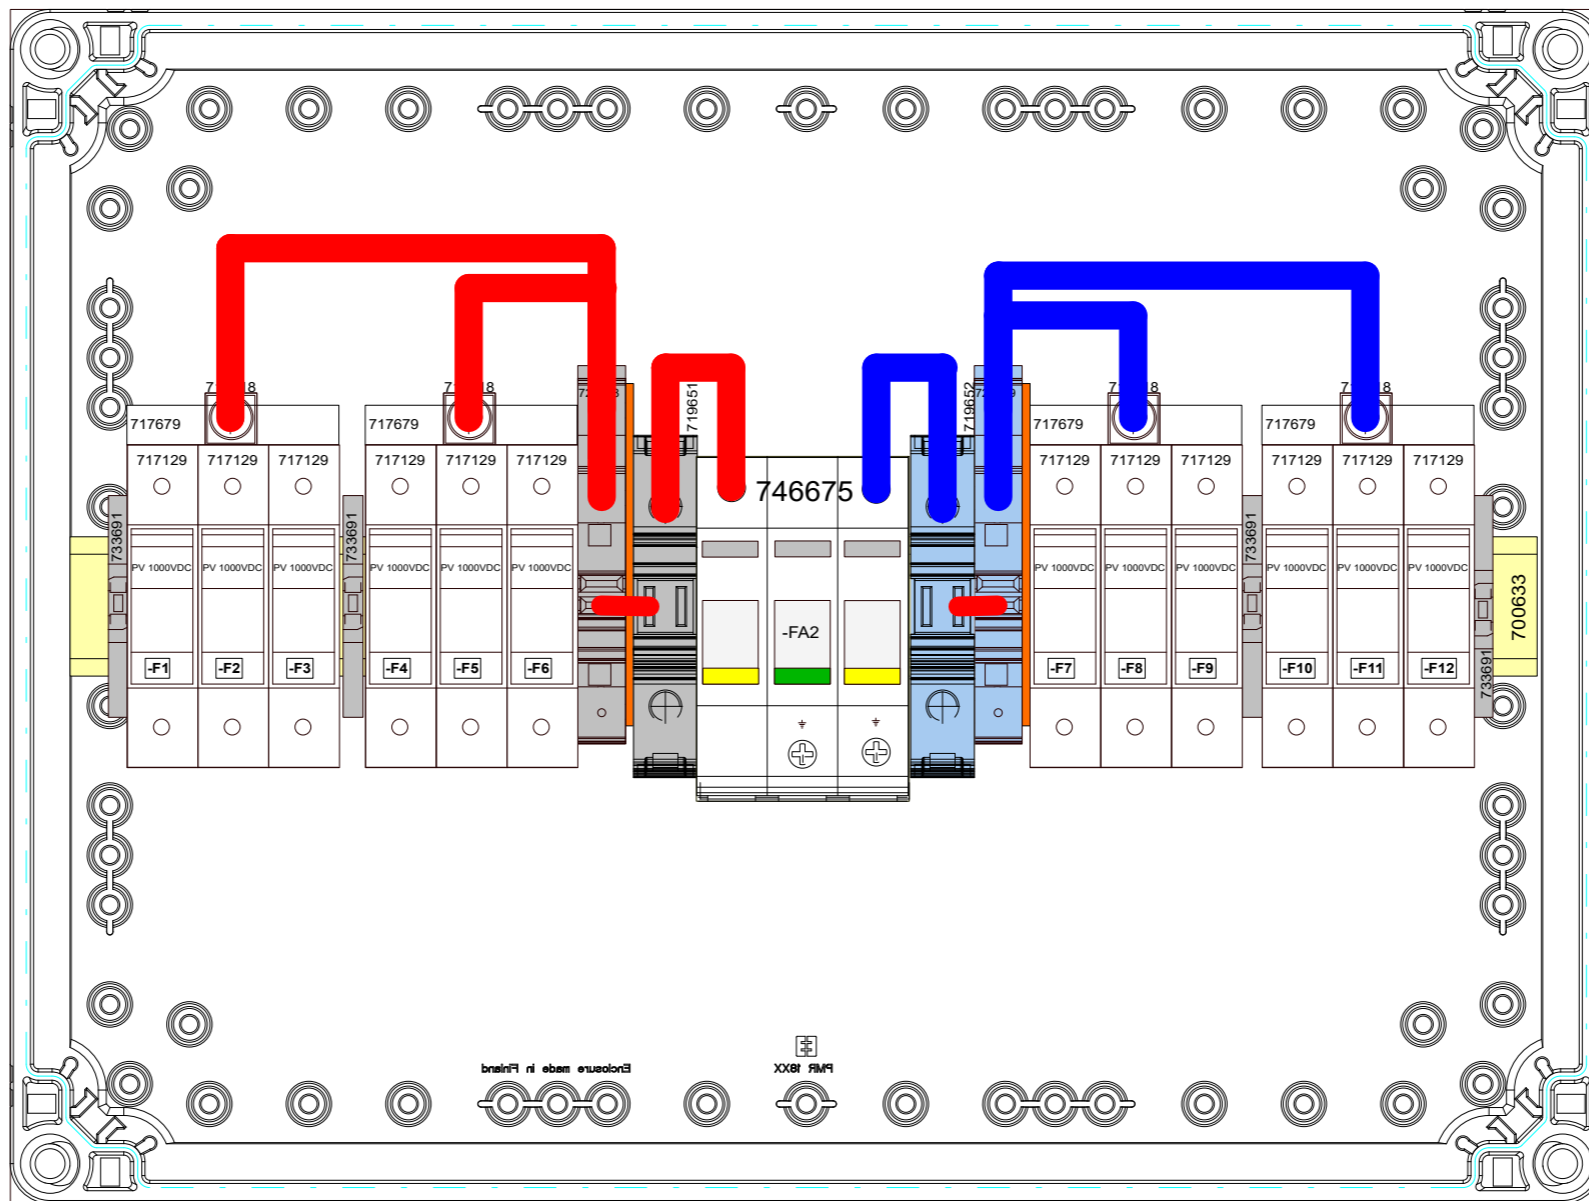 719651
719652
717679
717679
717679
717679
717129
717129
717129
717129
717129
717129
746675
717129
717129
717129
717129
717129
717129
733691
733691
733691
PV 1000VDC
PV 1000VDC
PV 1000VDC
PV 1000VDC
PV 1000VDC
PV 1000VDC
PV 1000VDC
PV 1000VDC
PV 1000VDC
PV 1000VDC
PV 1000VDC
PV 1000VDC
700633
-FA2
-F1
-F2
-F3
-F4
-F5
-F6
-F7
-F8
-F9
-F10
-F11
-F12
733691
Enclosure made in Finland
PMR 18XX